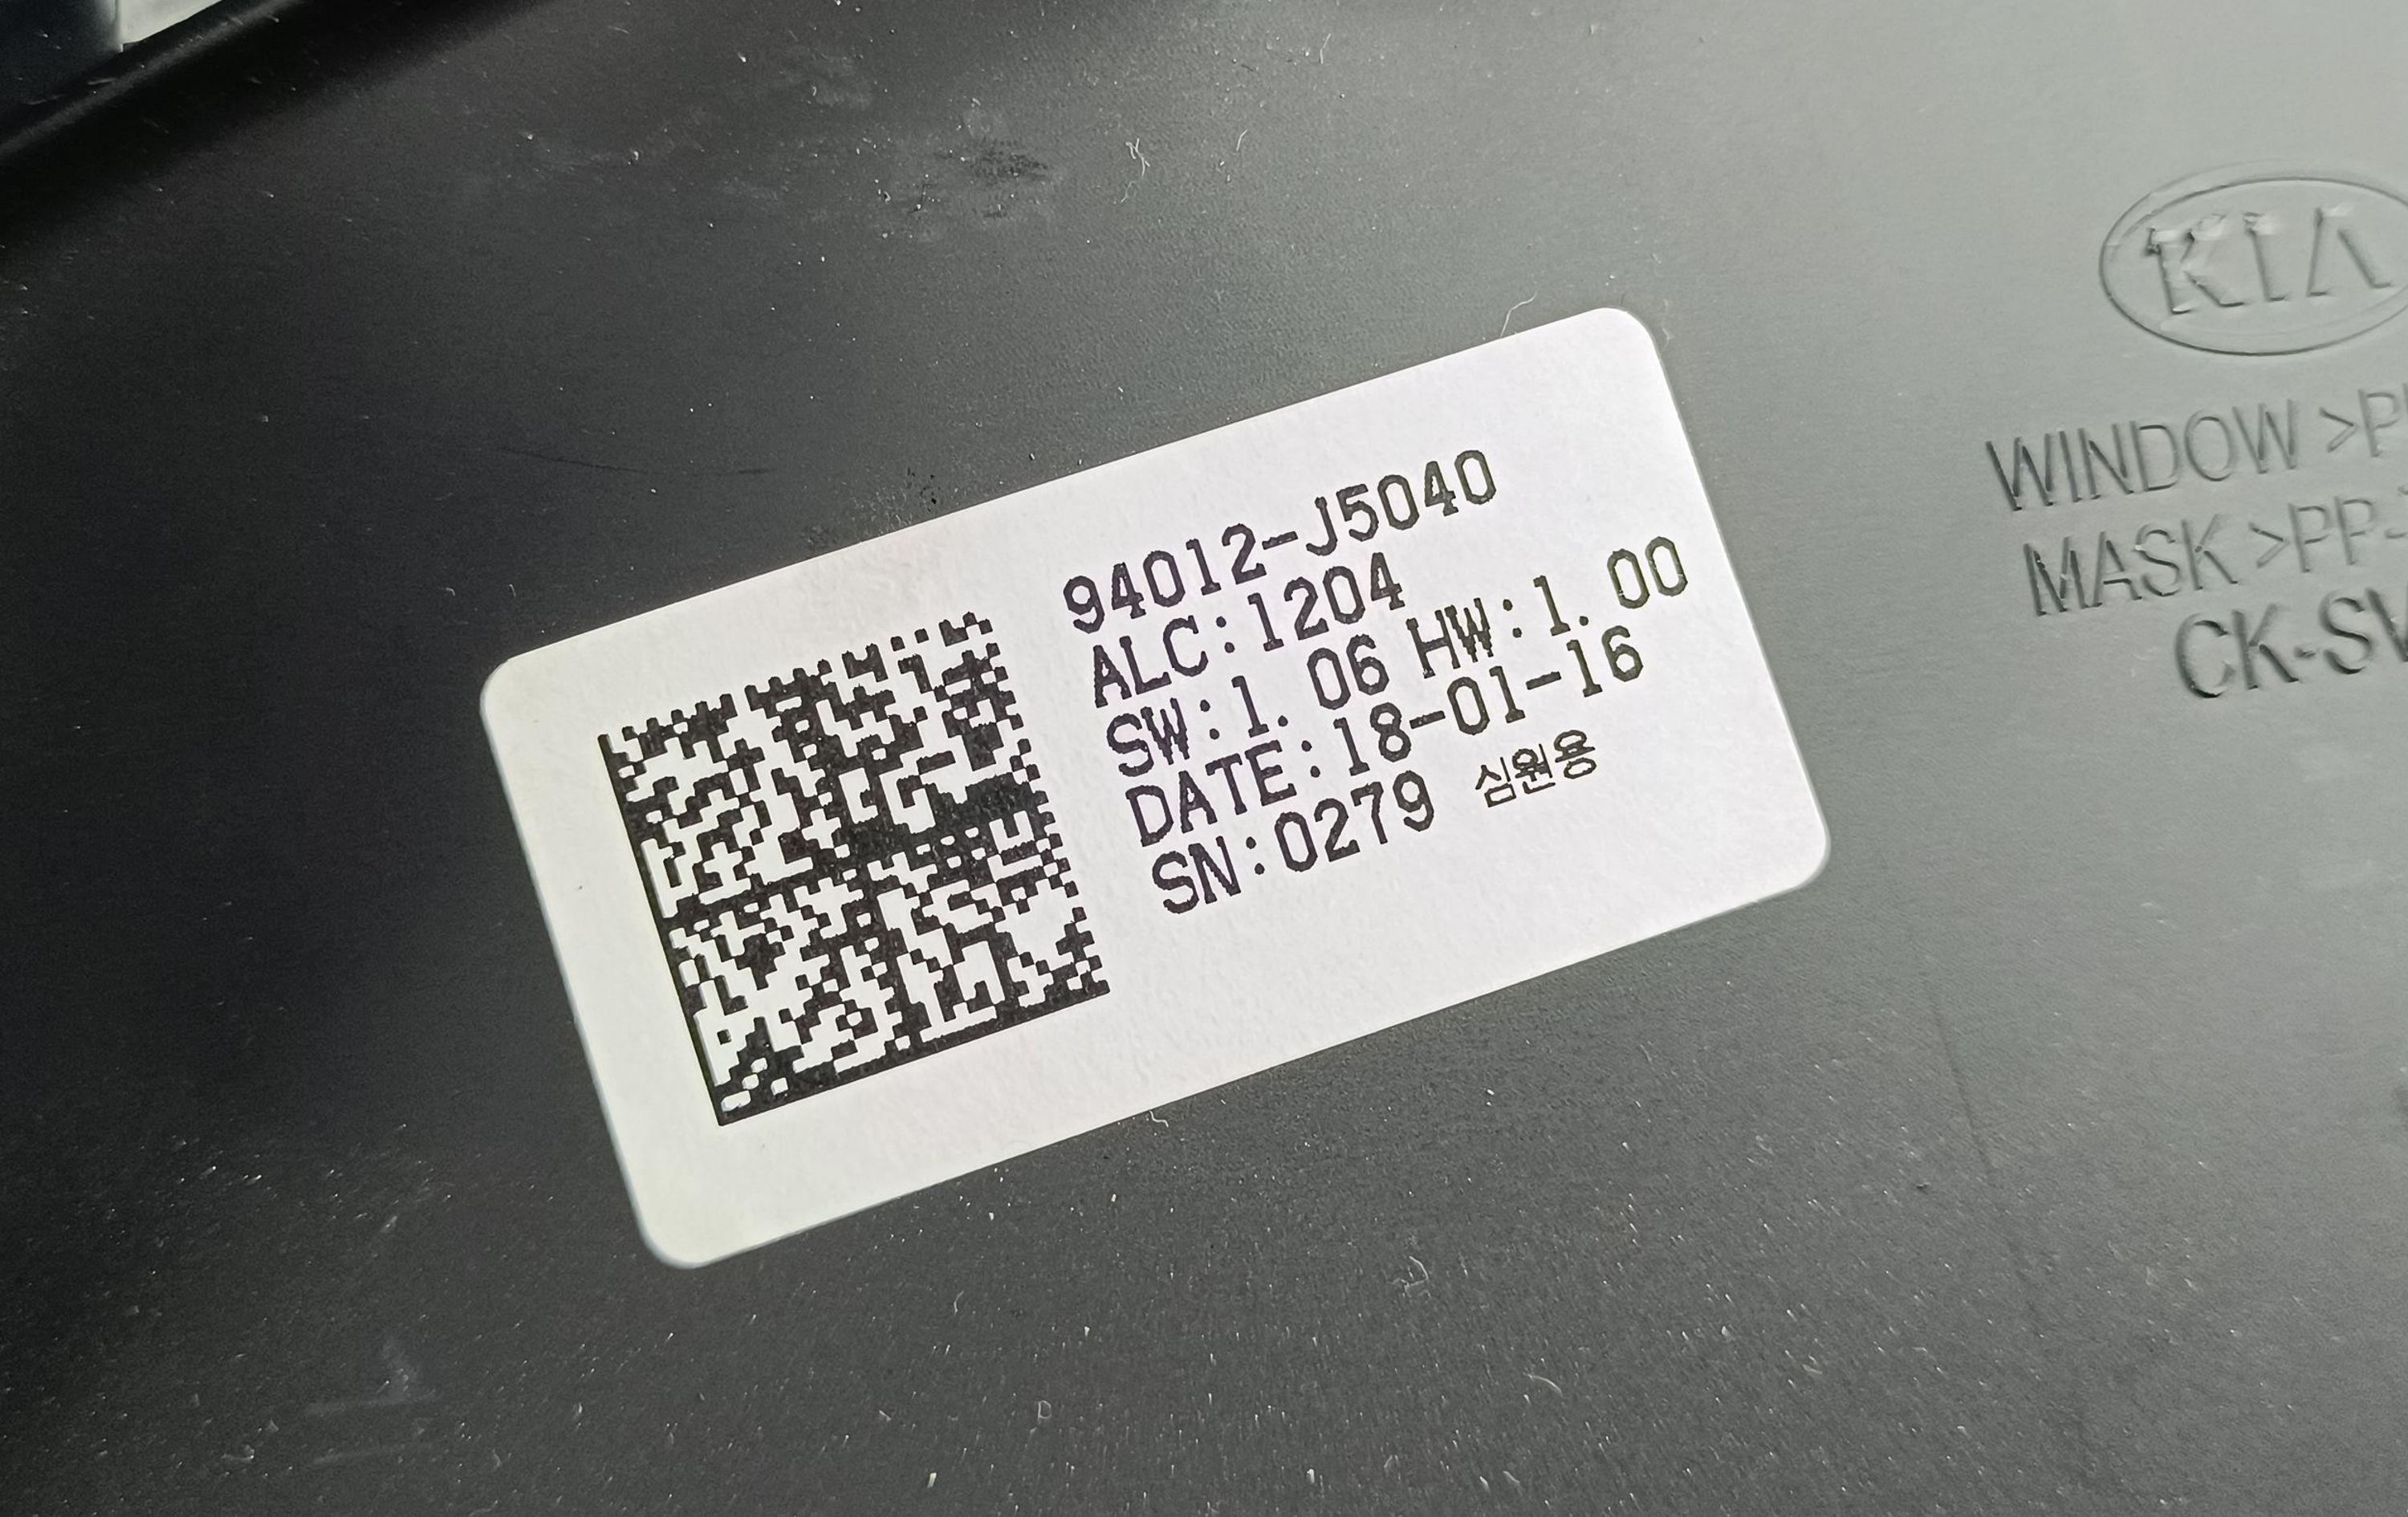 94012-J5040
ALC:1204
SW:1.06 HW:1.00
DATE:18-01-16
SN:0279 심원용
KIA
WINDOW
MASK >PP-